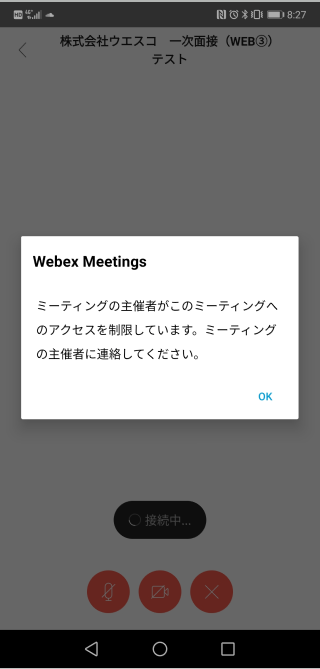 8:27
株式会社ウエスコ 一次面接（WEB③）
テスト
Webex Meetings
ミーティングの主催者がこのミーティングへ
のアクセスを制限しています。ミーティング
の主催者に連絡してください。
OK
接続中...